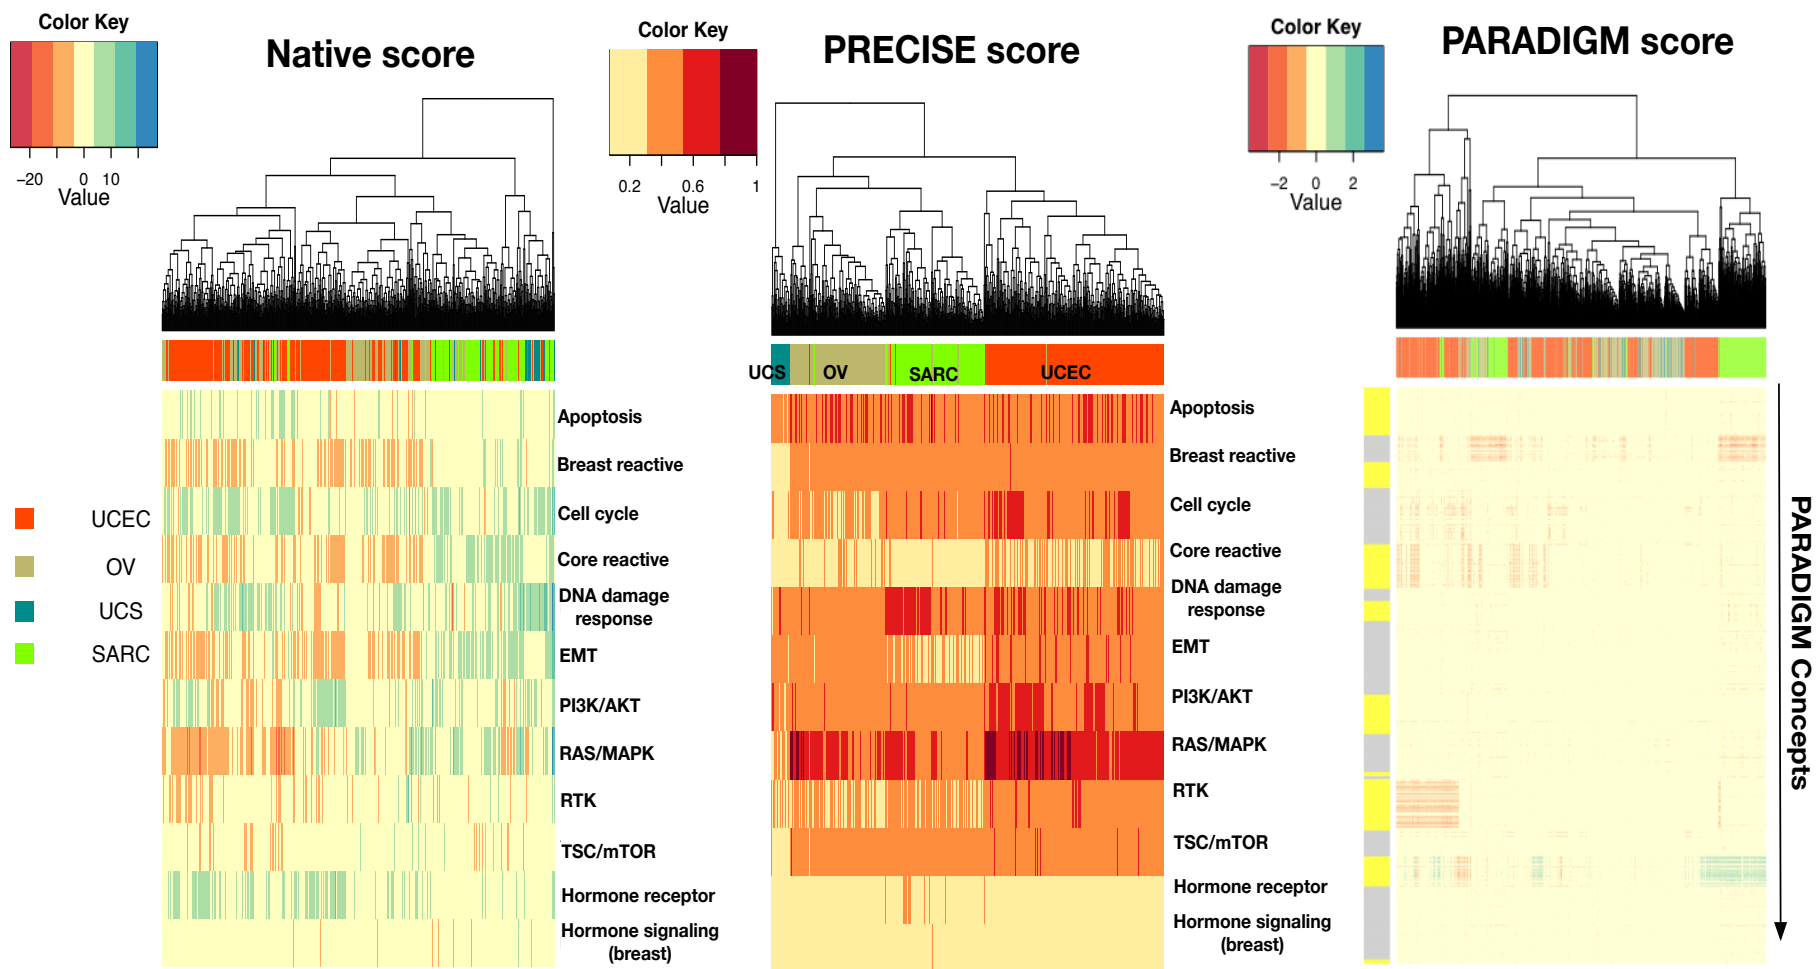 Color Key
Native score
−20
0
10
Value
Color Key
PRECISE score
0.2
0.6
1
Value
Color Key
PARADIGM score
−2
0
2
Value
UCEC
OV
UCS
SARC
Apoptosis
Breast reactive
Cell cycle
Core reactive
DNA damage
response
EMT
PI3K/AKT
RAS/MAPK
RTK
TSC/mTOR
Hormone receptor
Hormone signaling
(breast)
UCS
OV
SARC
UCEC
Apoptosis
Breast reactive
Cell cycle
Core reactive
DNA damage
response
EMT
PI3K/AKT
RAS/MAPK
RTK
TSC/mTOR
Hormone receptor
Hormone signaling
(breast)
PARADIGM Concepts